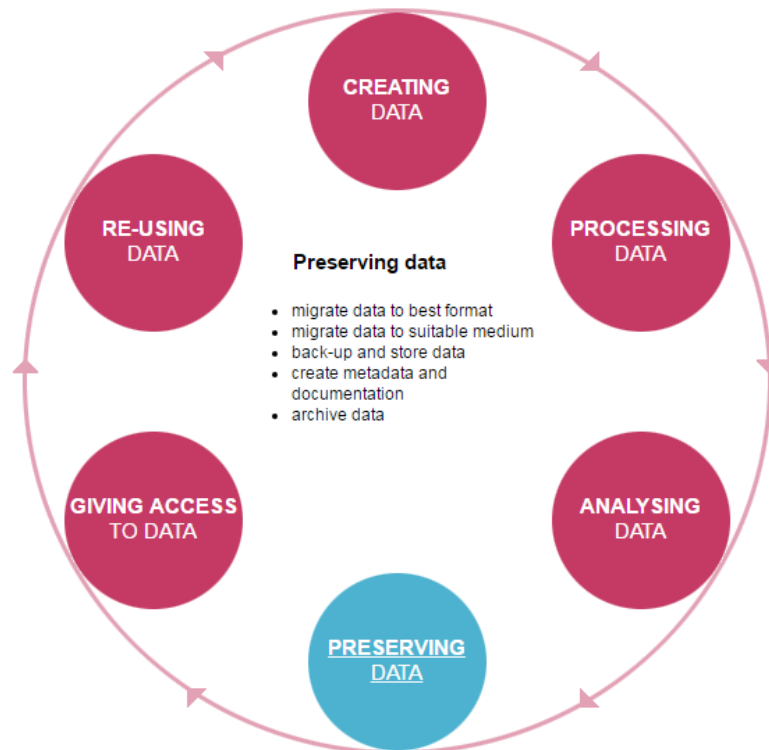 CREATING
DATA
RE-USING
DATA
PROCESSING
DATA
Preserving data
• migrate data to best format
• migrate data to suitable medium
• back-up and store data
• create metadata and
documentation
• archive data
GIVING ACCESS
TO DATA
ANALYSING
DATA
PRESERVING
DATA